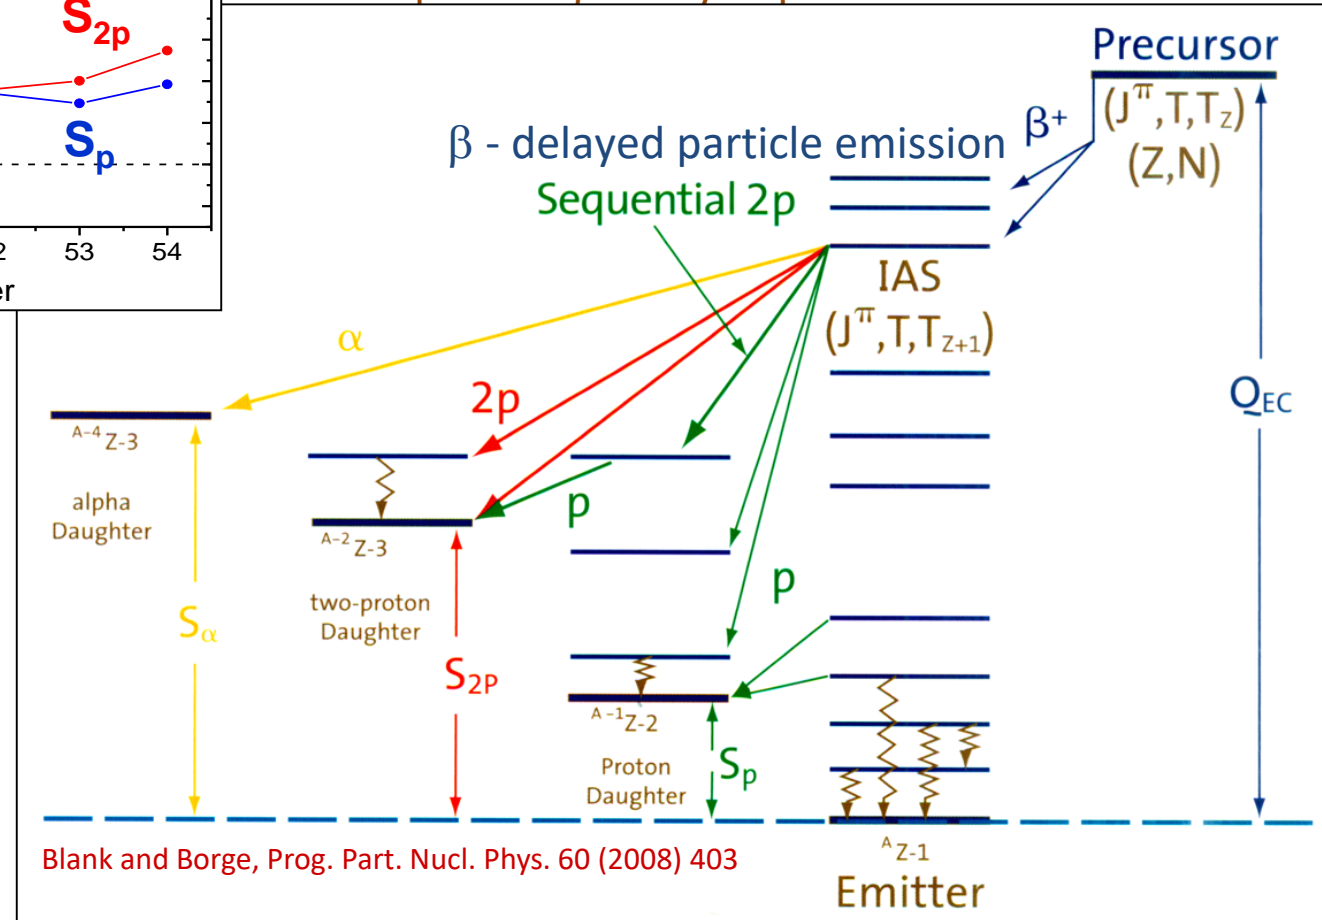 S2p
Sp
53
54
er
Precursor
(Jπ,T,TZ)
(Z,N)
β+
β - delayed particle emission
Sequential 2p
IAS
(Jπ,T,TZ+1)
α
2p
QEC
A-4Z-3
alpha
Daughter
p
A-2Z-3
two-proton
Daughter
p
Sα
S2P
A-1Z-2
Proton
Daughter
Sp
AZ-1
Emitter
Blank and Borge, Prog. Part. Nucl. Phys. 60 (2008) 403